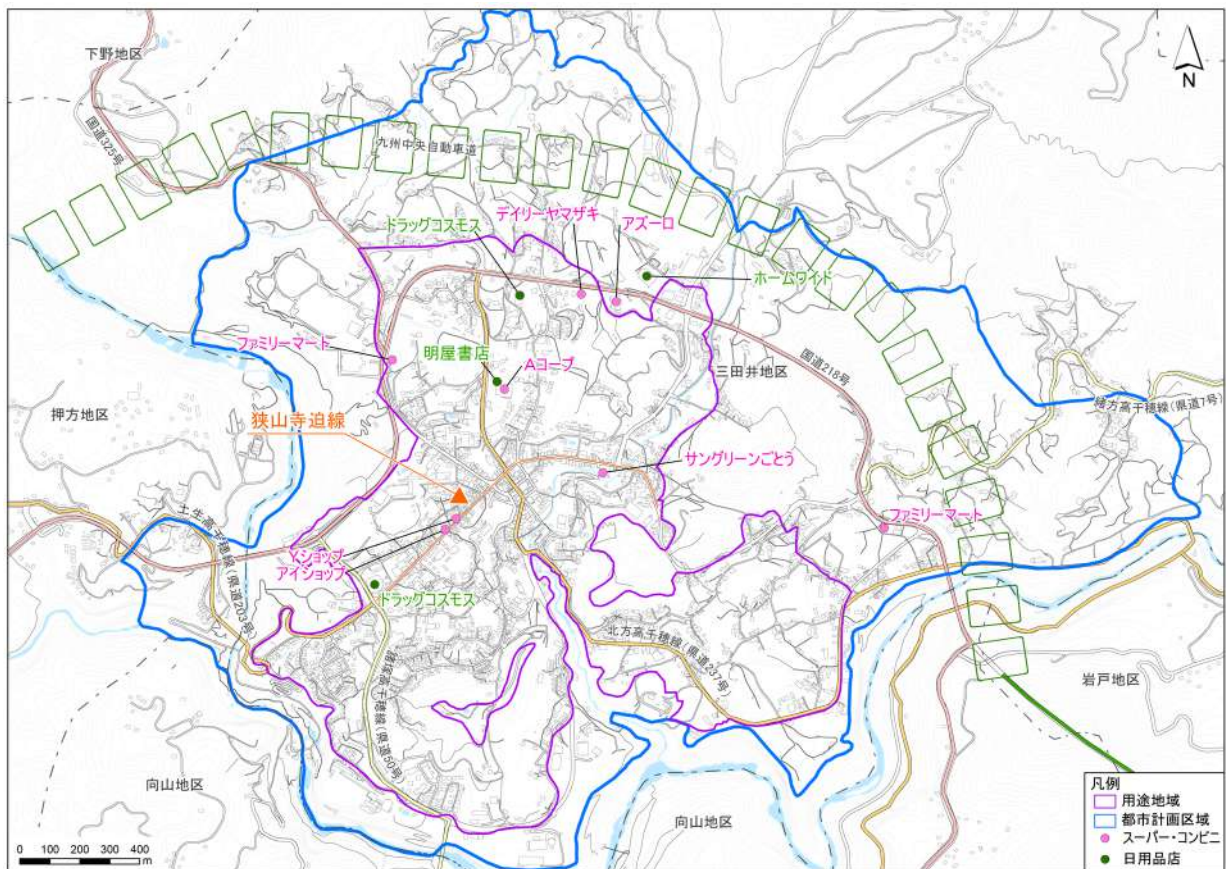 下野地区
N
国道325号
九州中央自動車道
デイリーヤマザキ
アズーロ
ドラッグコスモス
ホームワイド
ファミリーマート
明屋書店
Aコープ
三田井地区
国道218号
緒方高千穂線(県道7号)
押方地区
狭山寺迫線
サングリーンごとう
ファミリーマート
土生高千穂線(県道203号)
Yショップ
アイショップ
ドラッグコスモス
北方高千穂線(県道237号)
諸塚高千穂線(県道50号)
岩戸地区
向山地区
向山地区
凡例
用途地域
都市計画区域
スーパー・コンビニ
日用品店
0 100 200 300 400
m